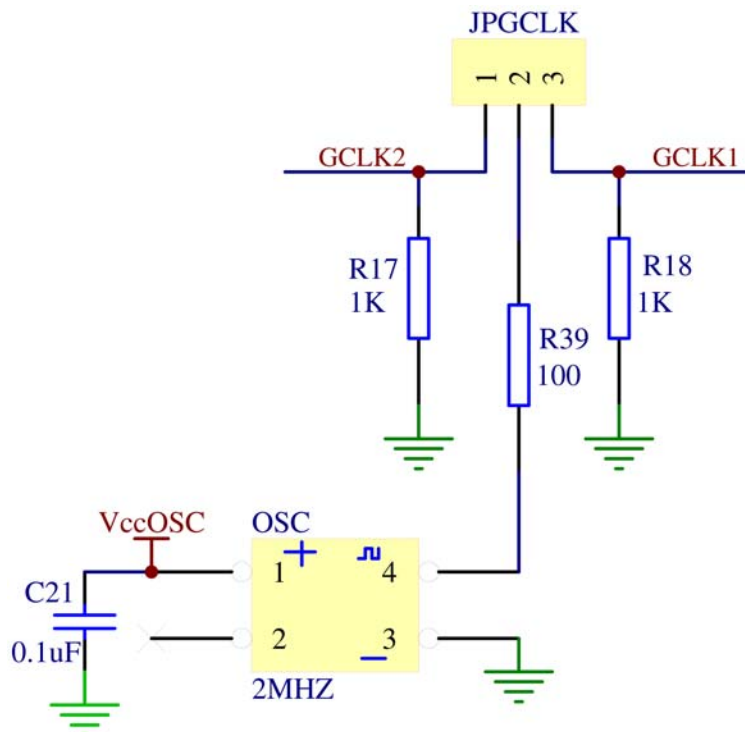 JPGCLK
1 2 3
GCLK2
GCLK1
R17
1K
R18
1K
R39
100
VccOSC
OSC
C21
0.1uF
1 4
2 3
2MHZ